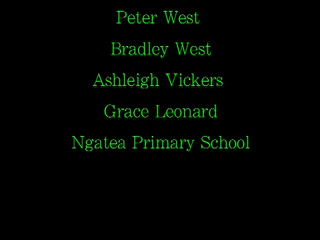 Peter West
Bradley West
Ashleigh Vickers
Grace Leonard
Ngatea Primary School